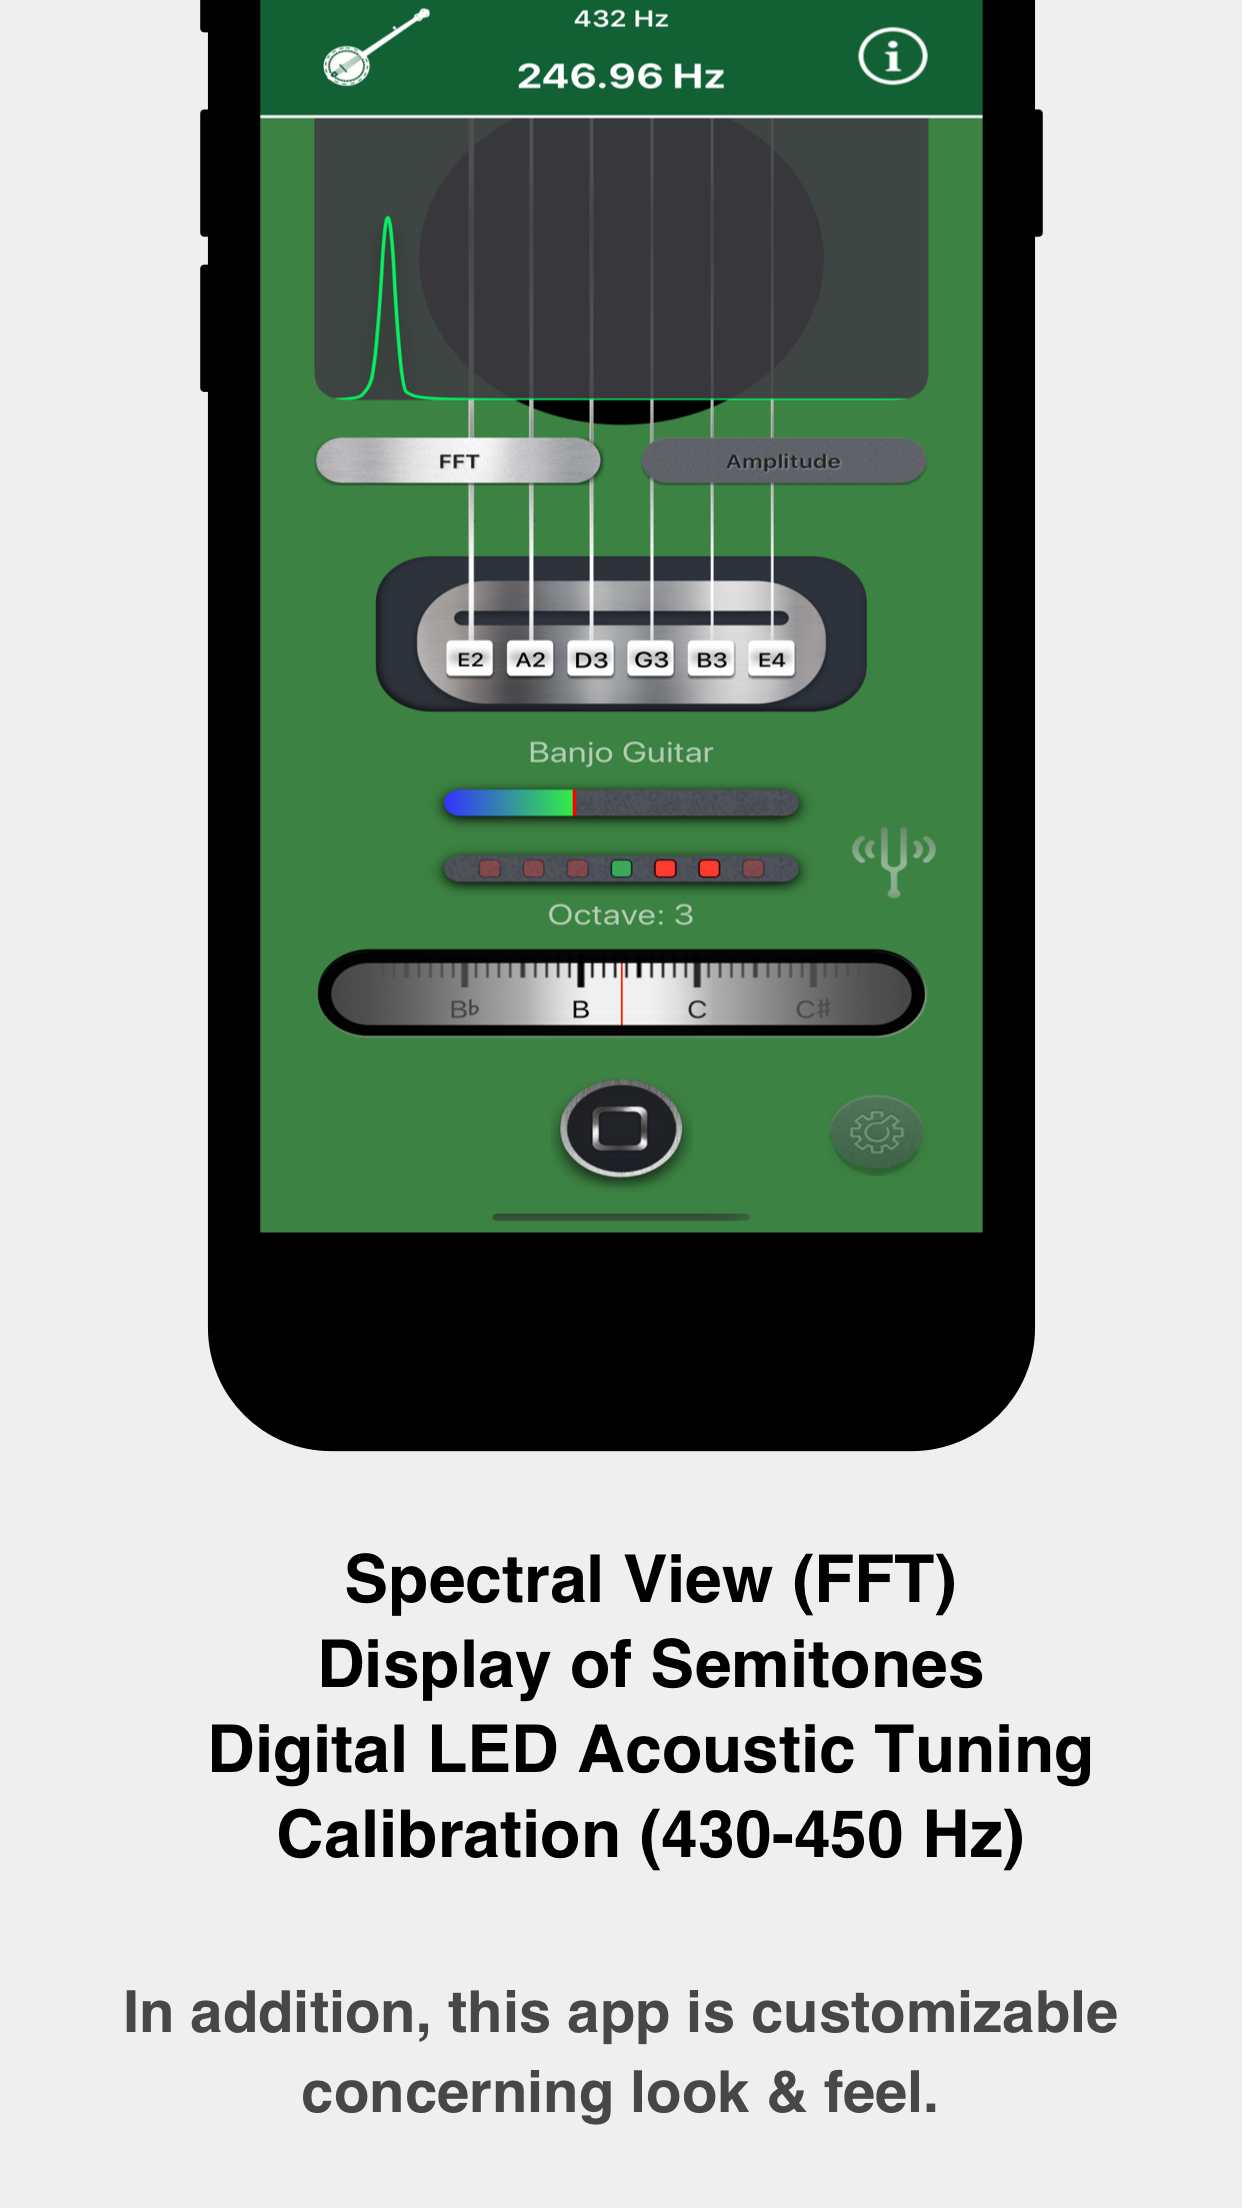 432 Hz
246.96 Hz
i
FFT
Amplitude
E2 A2 D3 G3 B3 E4
Banjo Guitar
Octave: 3
B♭ B C C♯
Spectral View (FFT)
Display of Semitones
Digital LED Acoustic Tuning
Calibration (430-450 Hz)
In addition, this app is customizable
concerning look & feel.